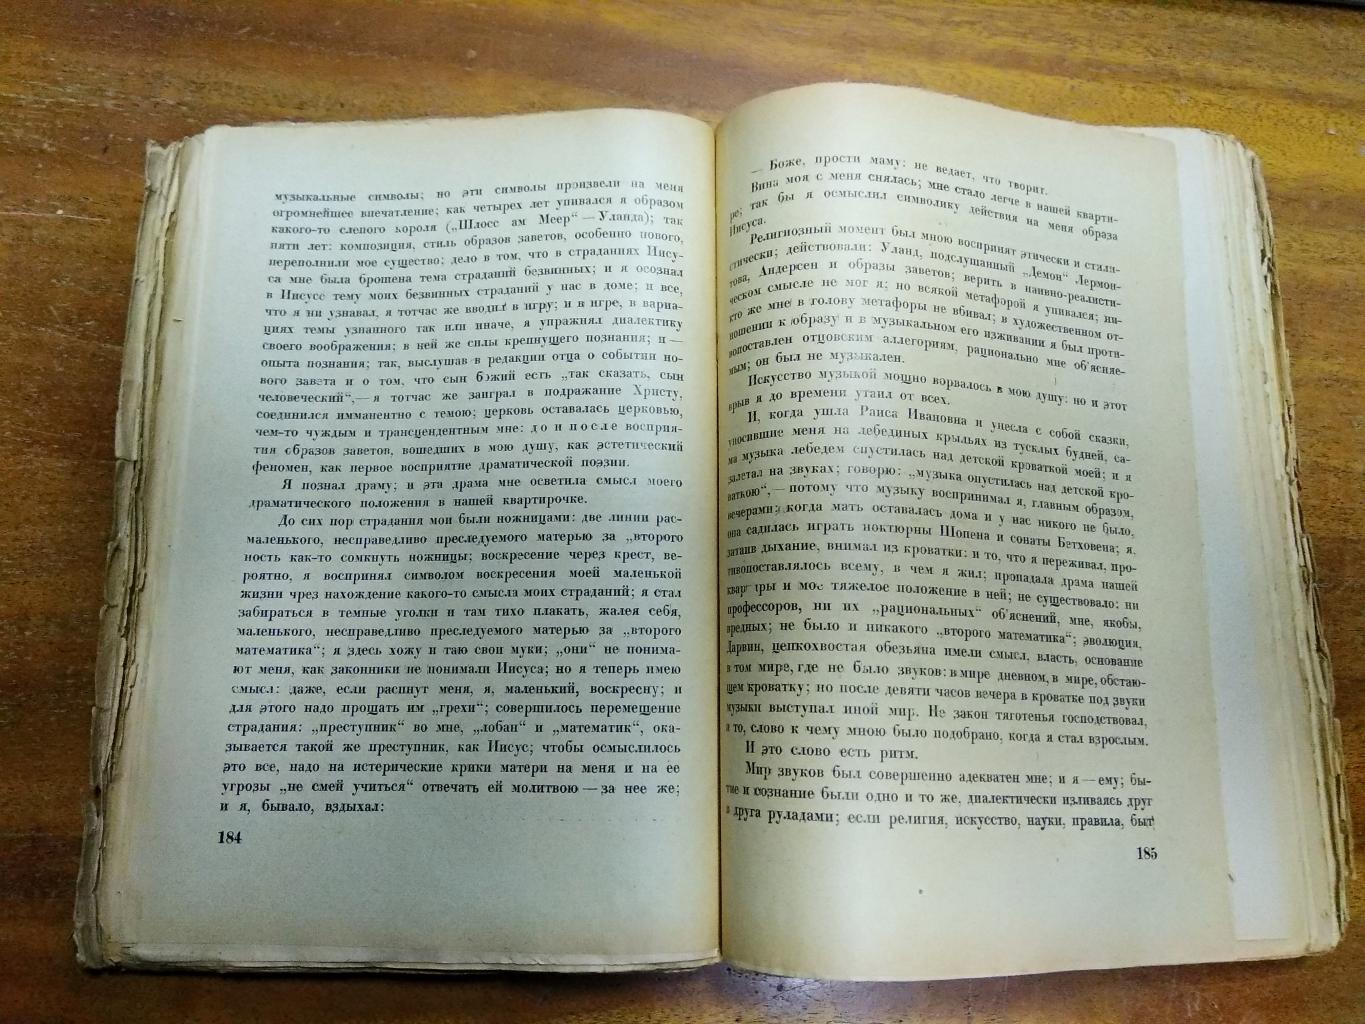 музыкальные символы; но эти символы произвели на меня
огромнейшее впечатление; как четырех лет упивался я образом
какого-то слепого короля („Шлосс ам Меер“ — Уланда); так
пяти лет: композиция, стиль образов заветов, особенно нового,
переполнили мое существо; дело в том, что в страданиях Иису-
са мне была брошена тема страданий безвинных; и я осознал
в Иисусе тему моих безвинных страданий у нас в доме; и все,
что я ни узнавал, я тотчас же вводил в игру; и в игре, в вариа-
циях темы узнанного так или иначе, я упражнял диалектику
своего воображения; в ней же силы крепнущего познания; и —
опыта познания; так, выслушав в редакции отца о событии но-
вого завета и о том, что сын божий есть „так сказать, сын
человеческий“,— я тотчас же заиграл в подражание Христу,
соединился имманентно с темою; церковь оставалась церковью,
чем-то чуждым и трансцендентным мне: до и после восприя-
тия образов заветов, вошедших в мою душу, как эстетический
феномен, как первое восприятие драматической поэзии.
Я познал драму; и эта драма мне осветила смысл моего
драматического положения в нашей квартирочке.
До сих пор страдания мои были ножницами: две линии рас-
маленького, несправедливо преследуемого матерью за „второго
ность как-то сомкнуть ножницы; воскресение через крест, ве-
роятно, я воспринял символом воскресения моей маленькой
жизни чрез нахождение какого-то смысла моих страданий; я стал
забираться в темные уголки и там тихо плакать, жалея себя,
маленького, несправедливо преследуемого матерью за „второго
математика“; я здесь хожу и таю свои муки; „они“ не понима-
ют меня, как законники не понимали Иисуса; но я теперь имею
смысл: даже, если распнут меня, я, маленький, воскресну; и
для этого надо прощать им „грехи“; совершилось перемещение
страдания: „преступник“ во мне, „лобан“ и „математик“, ока-
зывается такой же преступник, как Иисус; чтобы осмыслилось
это все, надо на истерические крики матери на меня и на ее
угрозы „не смей учиться“ отвечать ей молитвою — за нее же;
и я, бывало, вздыхал:
184
— Боже, прости маму: не ведает, что творит.
Вина моя с меня снялась; мне стало легче в нашей кварти-
ре; так бы я осмыслил символику действия на меня образа
Иисуса.
Религиозный момент был мною воспринят этически и стили-
стически; действовали: Уланд, подслушанный „Демон“ Лермон-
това, Андерсен и образы заветов; верить в наивно-реалисти-
ческом смысле не мог я; но всякой метафорой я упивался; ни-
кто же мне в голову метафоры не вбивал; в художественном от-
ношении к образу и в музыкальном его изживании я был проти-
вопоставлен отцовским аллегориям, рационально мне об’ясняе-
мым; он был не музыкален.
Искусство музыкой мощно ворвалось в мою душу: но и этот
врыв я до времени утаил от всех.
И, когда ушла Раиса Ивановна и унесла с собой сказки,
уносившие меня на лебединых крыльях из тусклых будней, са-
ма музыка лебедем спустилась над детской кроваткой моей; и я
залетал на звуках; говорю: „музыка опустилась над детской кро-
ваткою“,— потому что музыку воспринимал я, главным образом,
вечерами; когда мать оставалась дома и у нас никого не было,
она садилась играть ноктюрны Шопена и сонаты Бетховена; я,
затаив дыхание, внимал из кроватки: и то, что я переживал, про-
тивопоставлялось всему, в чем я жил; пропадала драма нашей
квартиры и мое тяжелое положение в ней; не существовало: ни
профессоров, ни их „рациональных“ об’яснений, мне, якобы,
вредных; не было и никакого „второго математика“; эволюция,
Дарвин, цепкохвостая обезьяна имели смысл, власть, основание
в том мире, где не было звуков: в мире дневном, в мире, обстаю-
щем кроватку; но после девяти часов вечера в кроватке под звуки
музыки выступал иной мир. Не закон тяготенья господствовал,
а то, слово к чему мною было подобрано, когда я стал взрослым.
И это слово есть ритм.
Мир звуков был совершенно адекватен мне; и я — ему; бы-
тие и сознание были одно и то же, диалектически изливаясь друг
в друга руладами; если религия, искусство, науки, правила, быт
185